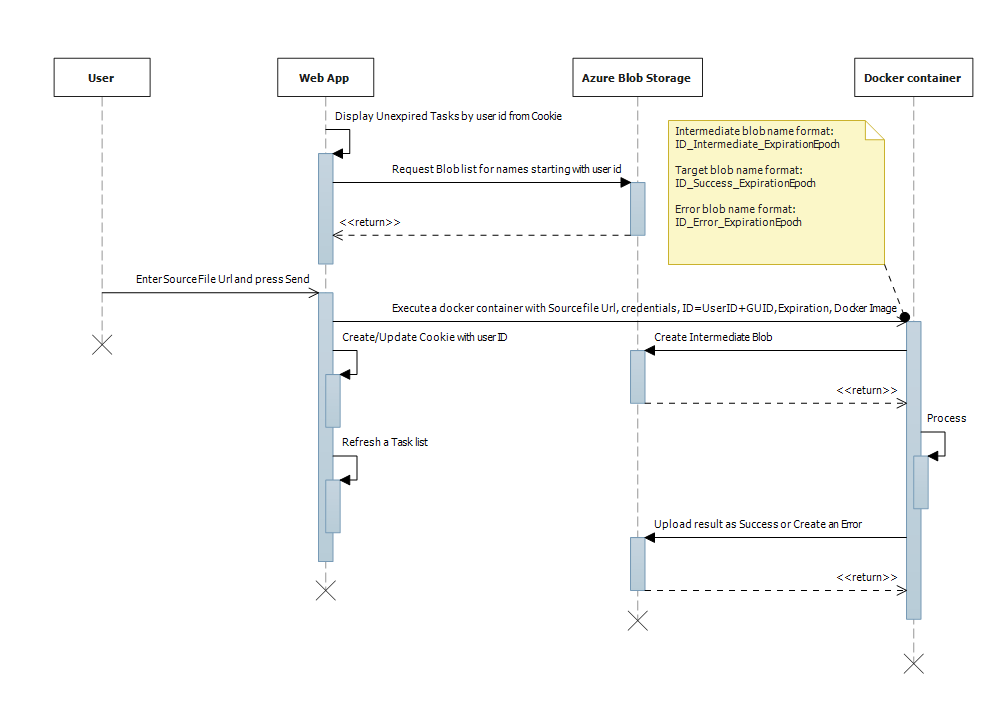 User
Web App
Azure Blob Storage
Docker container
Display Unexpired Tasks by user id from Cookie
Intermediate blob name format:
ID_Intermediate_ExpirationEpoch
Target blob name format:
ID_Success_ExpirationEpoch
Error blob name format:
ID_Error_ExpirationEpoch
Request Blob list for names starting with user id
<<return>>
Enter Source File Url and press Send
Execute a docker container with Source file Url, credentials, ID=UserID+GUID, Expiration, Docker Image
Create/Update Cookie with user ID
Create Intermediate Blob
<<return>>
Process
Refresh a Task list
Upload result as Success or Create an Error
<<return>>